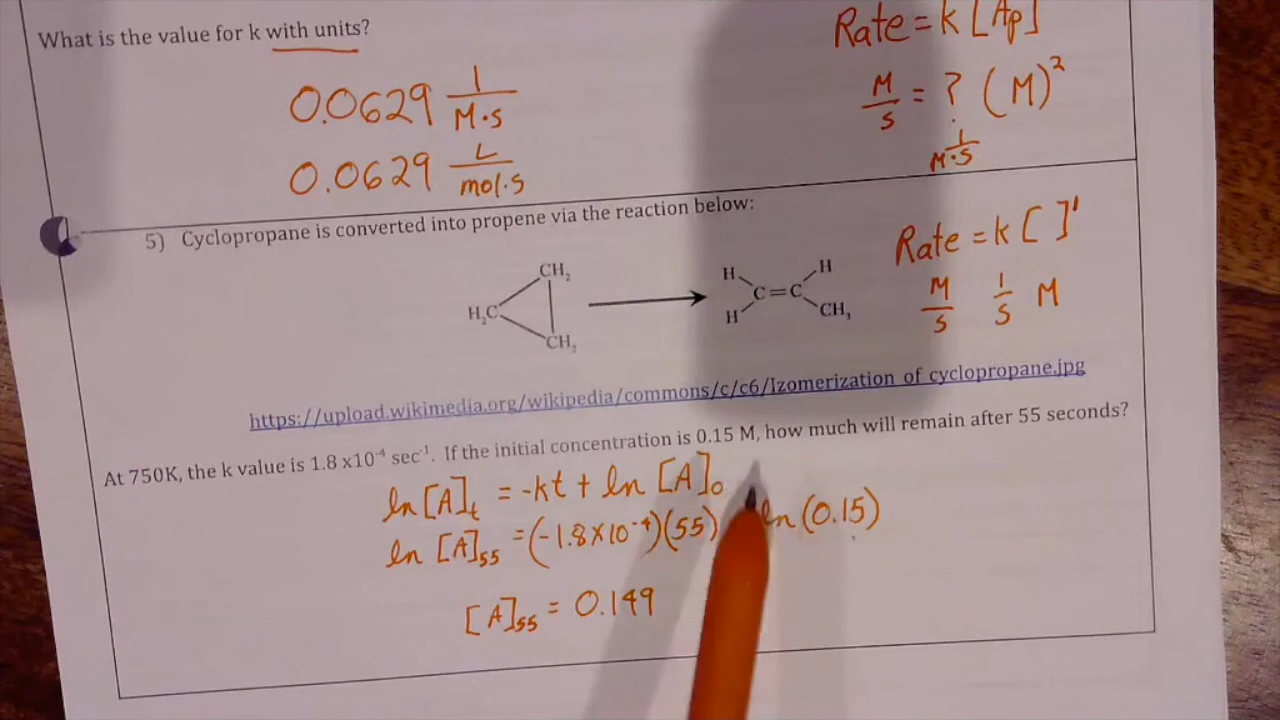 What is the value for k with units?
Rate = k [Ap]
0.0629 1/M·s
M/s = ? (M)²
1/M·s
0.0629 L/mol·s
5) Cyclopropane is converted into propene via the reaction below:
Rate = k [ ]¹
M/s 1/s M
CH₂
H₂C
CH₂
H H
C=C
H CH₃
https://upload.wikimedia.org/wikipedia/commons/c/c6/Izomerization_of_cyclopropane.jpg
At 750K, the k value is 1.8 x10⁻⁴ sec⁻¹. If the initial concentration is 0.15 M, how much will remain after 55 seconds?
ln [A]t = -kt + ln [A]₀
ln [A]₅₅ = (-1.8×10⁻⁴)(55) ln (0.15)
[A]₅₅ = 0.149